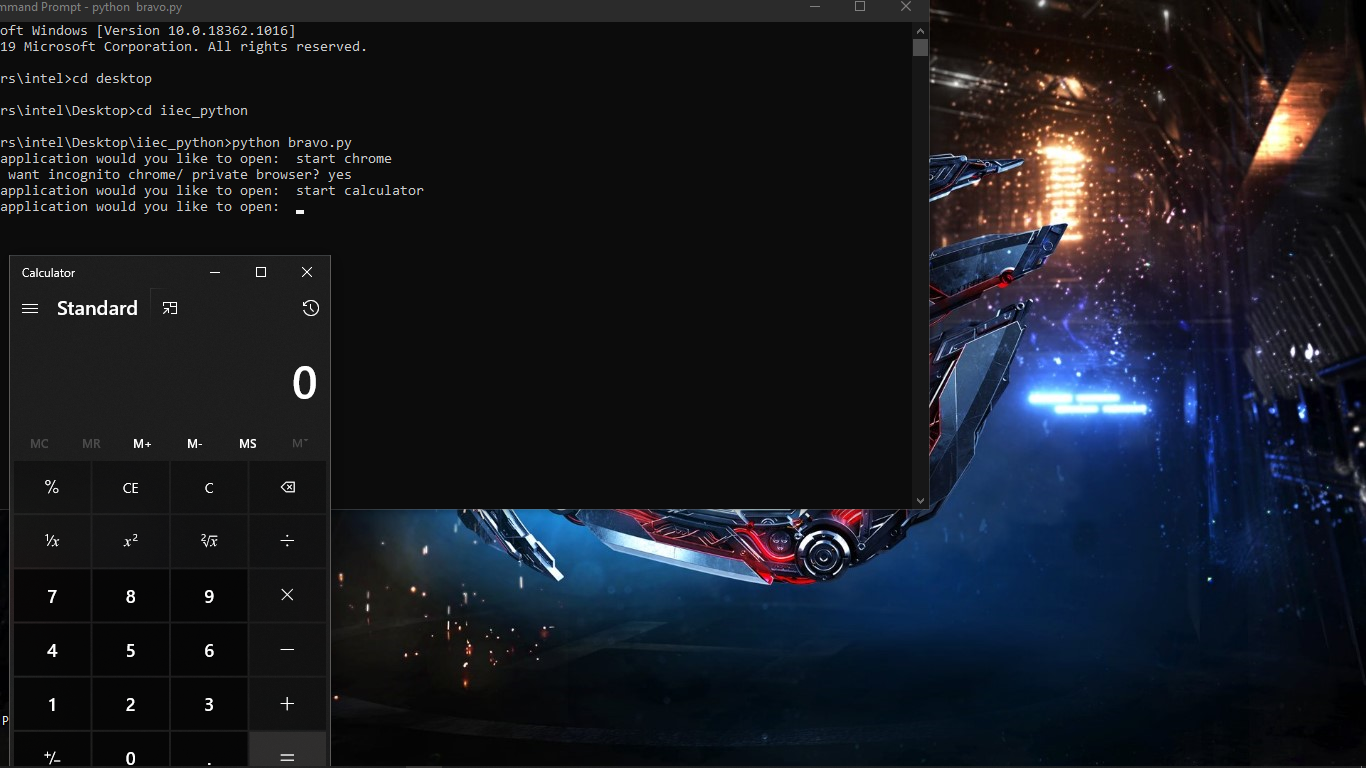 mmand Prompt - python  bravo.py
oft Windows [Version 10.0.18362.1016]
19 Microsoft Corporation. All rights reserved.
rs\intel>cd desktop
rs\intel\Desktop>cd iiec_python
rs\intel\Desktop\iiec_python>python bravo.py
application would you like to open:  start chrome
want incognito chrome/ private browser? yes
application would you like to open:  start calculator
application would you like to open:
Calculator
Standard
0
MC MR M+ M- MS M˅
% CE C
¹/x x² ²√x ÷
7 8 9 ×
4 5 6 −
1 2 3 +
+/− 0 . =
P